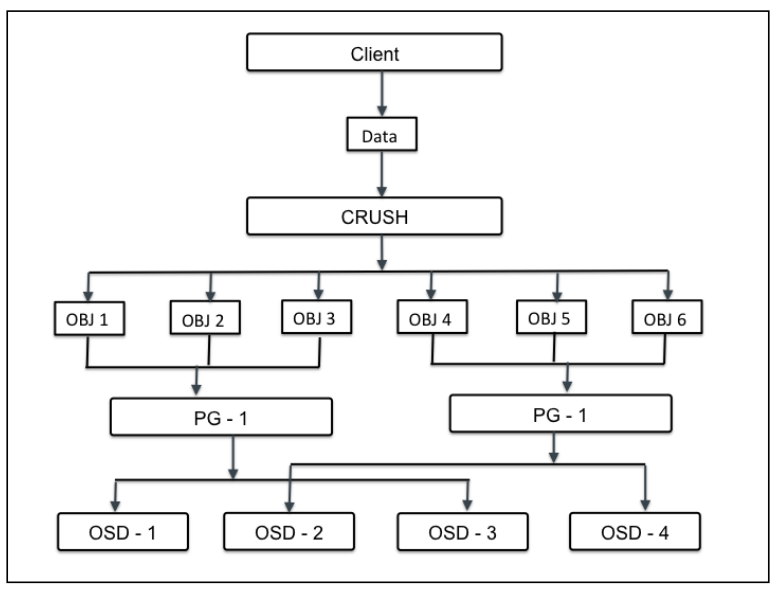 Client
Data
CRUSH
OBJ 1 OBJ 2 OBJ 3 OBJ 4 OBJ 5 OBJ 6
PG - 1 PG - 1
OSD - 1 OSD - 2 OSD - 3 OSD - 4